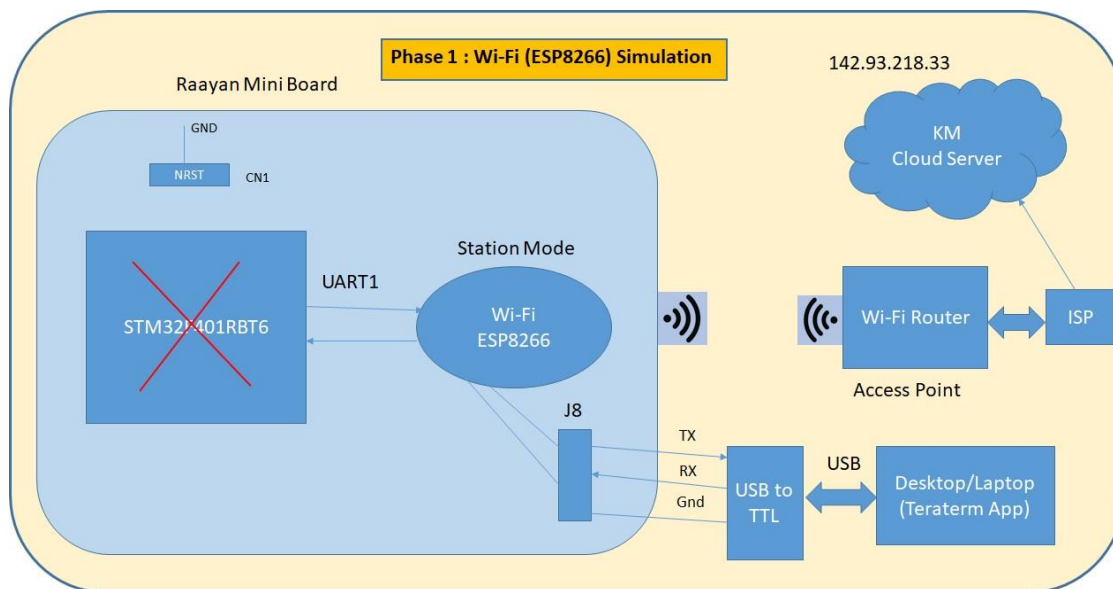 Phase 1 : Wi-Fi (ESP8266) Simulation
142.93.218.33
Raayan Mini Board
KM
Cloud Server
GND
NRST
CN1
Station Mode
UART1
STM32F401RBT6
Wi-Fi
ESP8266
Wi-Fi Router
ISP
Access Point
J8
TX
RX
Gnd
USB to
TTL
USB
Desktop/Laptop
(Teraterm App)